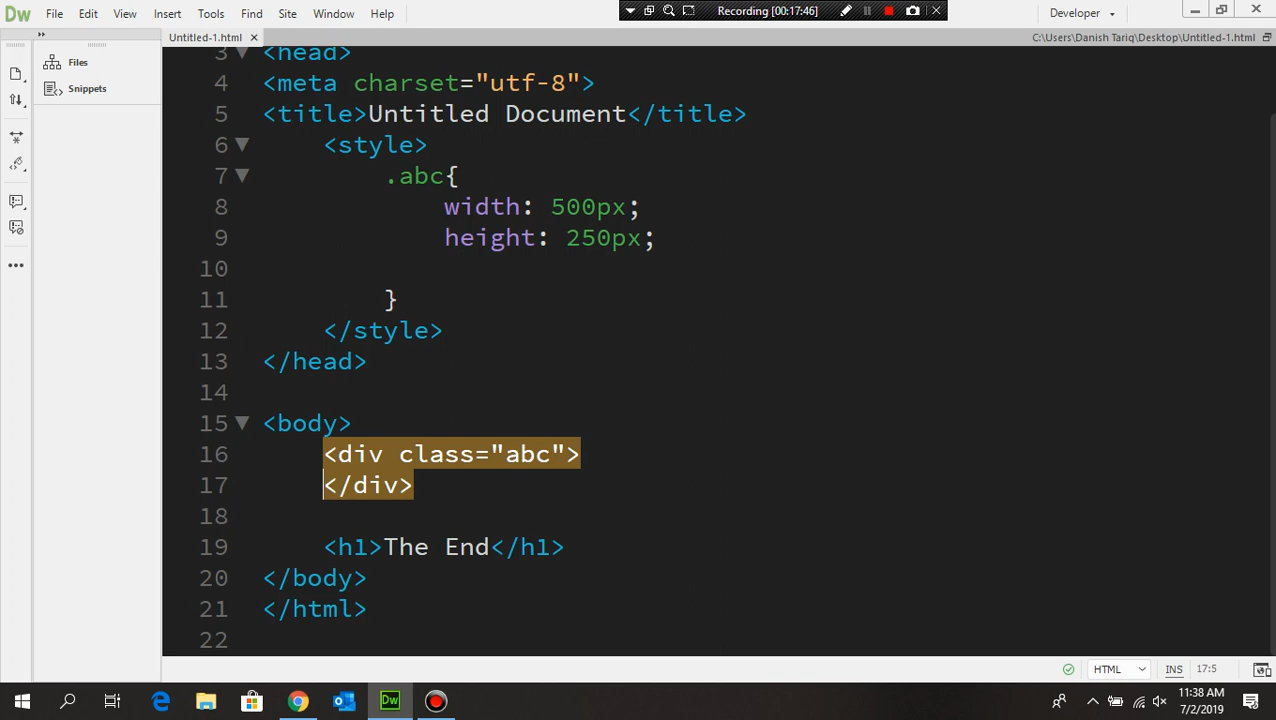 Dw File Edit View Insert Tools Find Site Window Help Recording [00:17:46] Developer
Untitled-1.html × C:\Users\Danish Tariq\Desktop\Untitled-1.html
Files
Snippets
3 <head>
4 <meta charset="utf-8">
5 <title>Untitled Document</title>
6 <style>
7 .abc{
8 width: 500px;
9 height: 250px;
10
11 }
12 </style>
13 </head>
14
15 <body>
16 <div class="abc">
17 </div>
18
19 <h1>The End</h1>
20 </body>
21 </html>
22
HTML INS 17:5
Dw
11:38 AM
7/2/2019